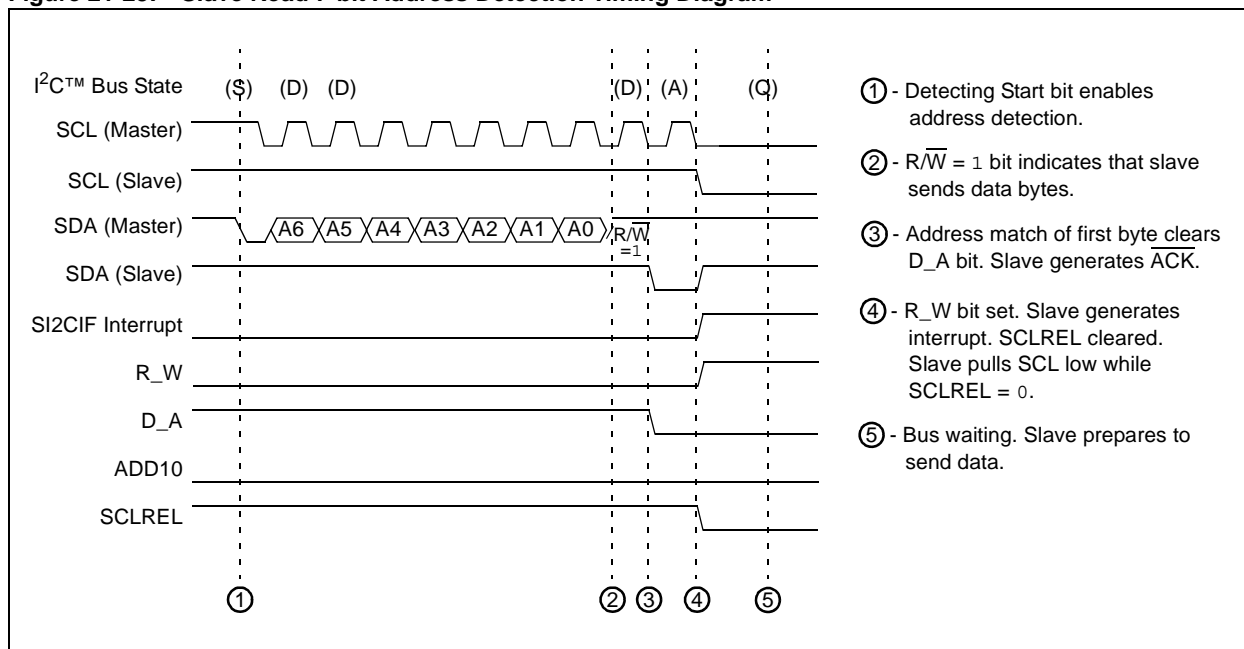 Figure 21-26: Slave Read 7-bit Address Detection Timing Diagram
I²C™ Bus State (S) (D) (D) (D) (A) (Q)
SCL (Master)
SCL (Slave)
SDA (Master) A6 A5 A4 A3 A2 A1 A0 R/W̅ =1
SDA (Slave)
SI2CIF Interrupt
R_W
D_A
ADD10
SCLREL
1 2 3 4 5
1 - Detecting Start bit enables
address detection.
2 - R/W̅ = 1 bit indicates that slave
sends data bytes.
3 - Address match of first byte clears
D_A bit. Slave generates A̅C̅K̅.
4 - R_W bit set. Slave generates
interrupt. SCLREL cleared.
Slave pulls SCL low while
SCLREL = 0.
5 - Bus waiting. Slave prepares to
send data.